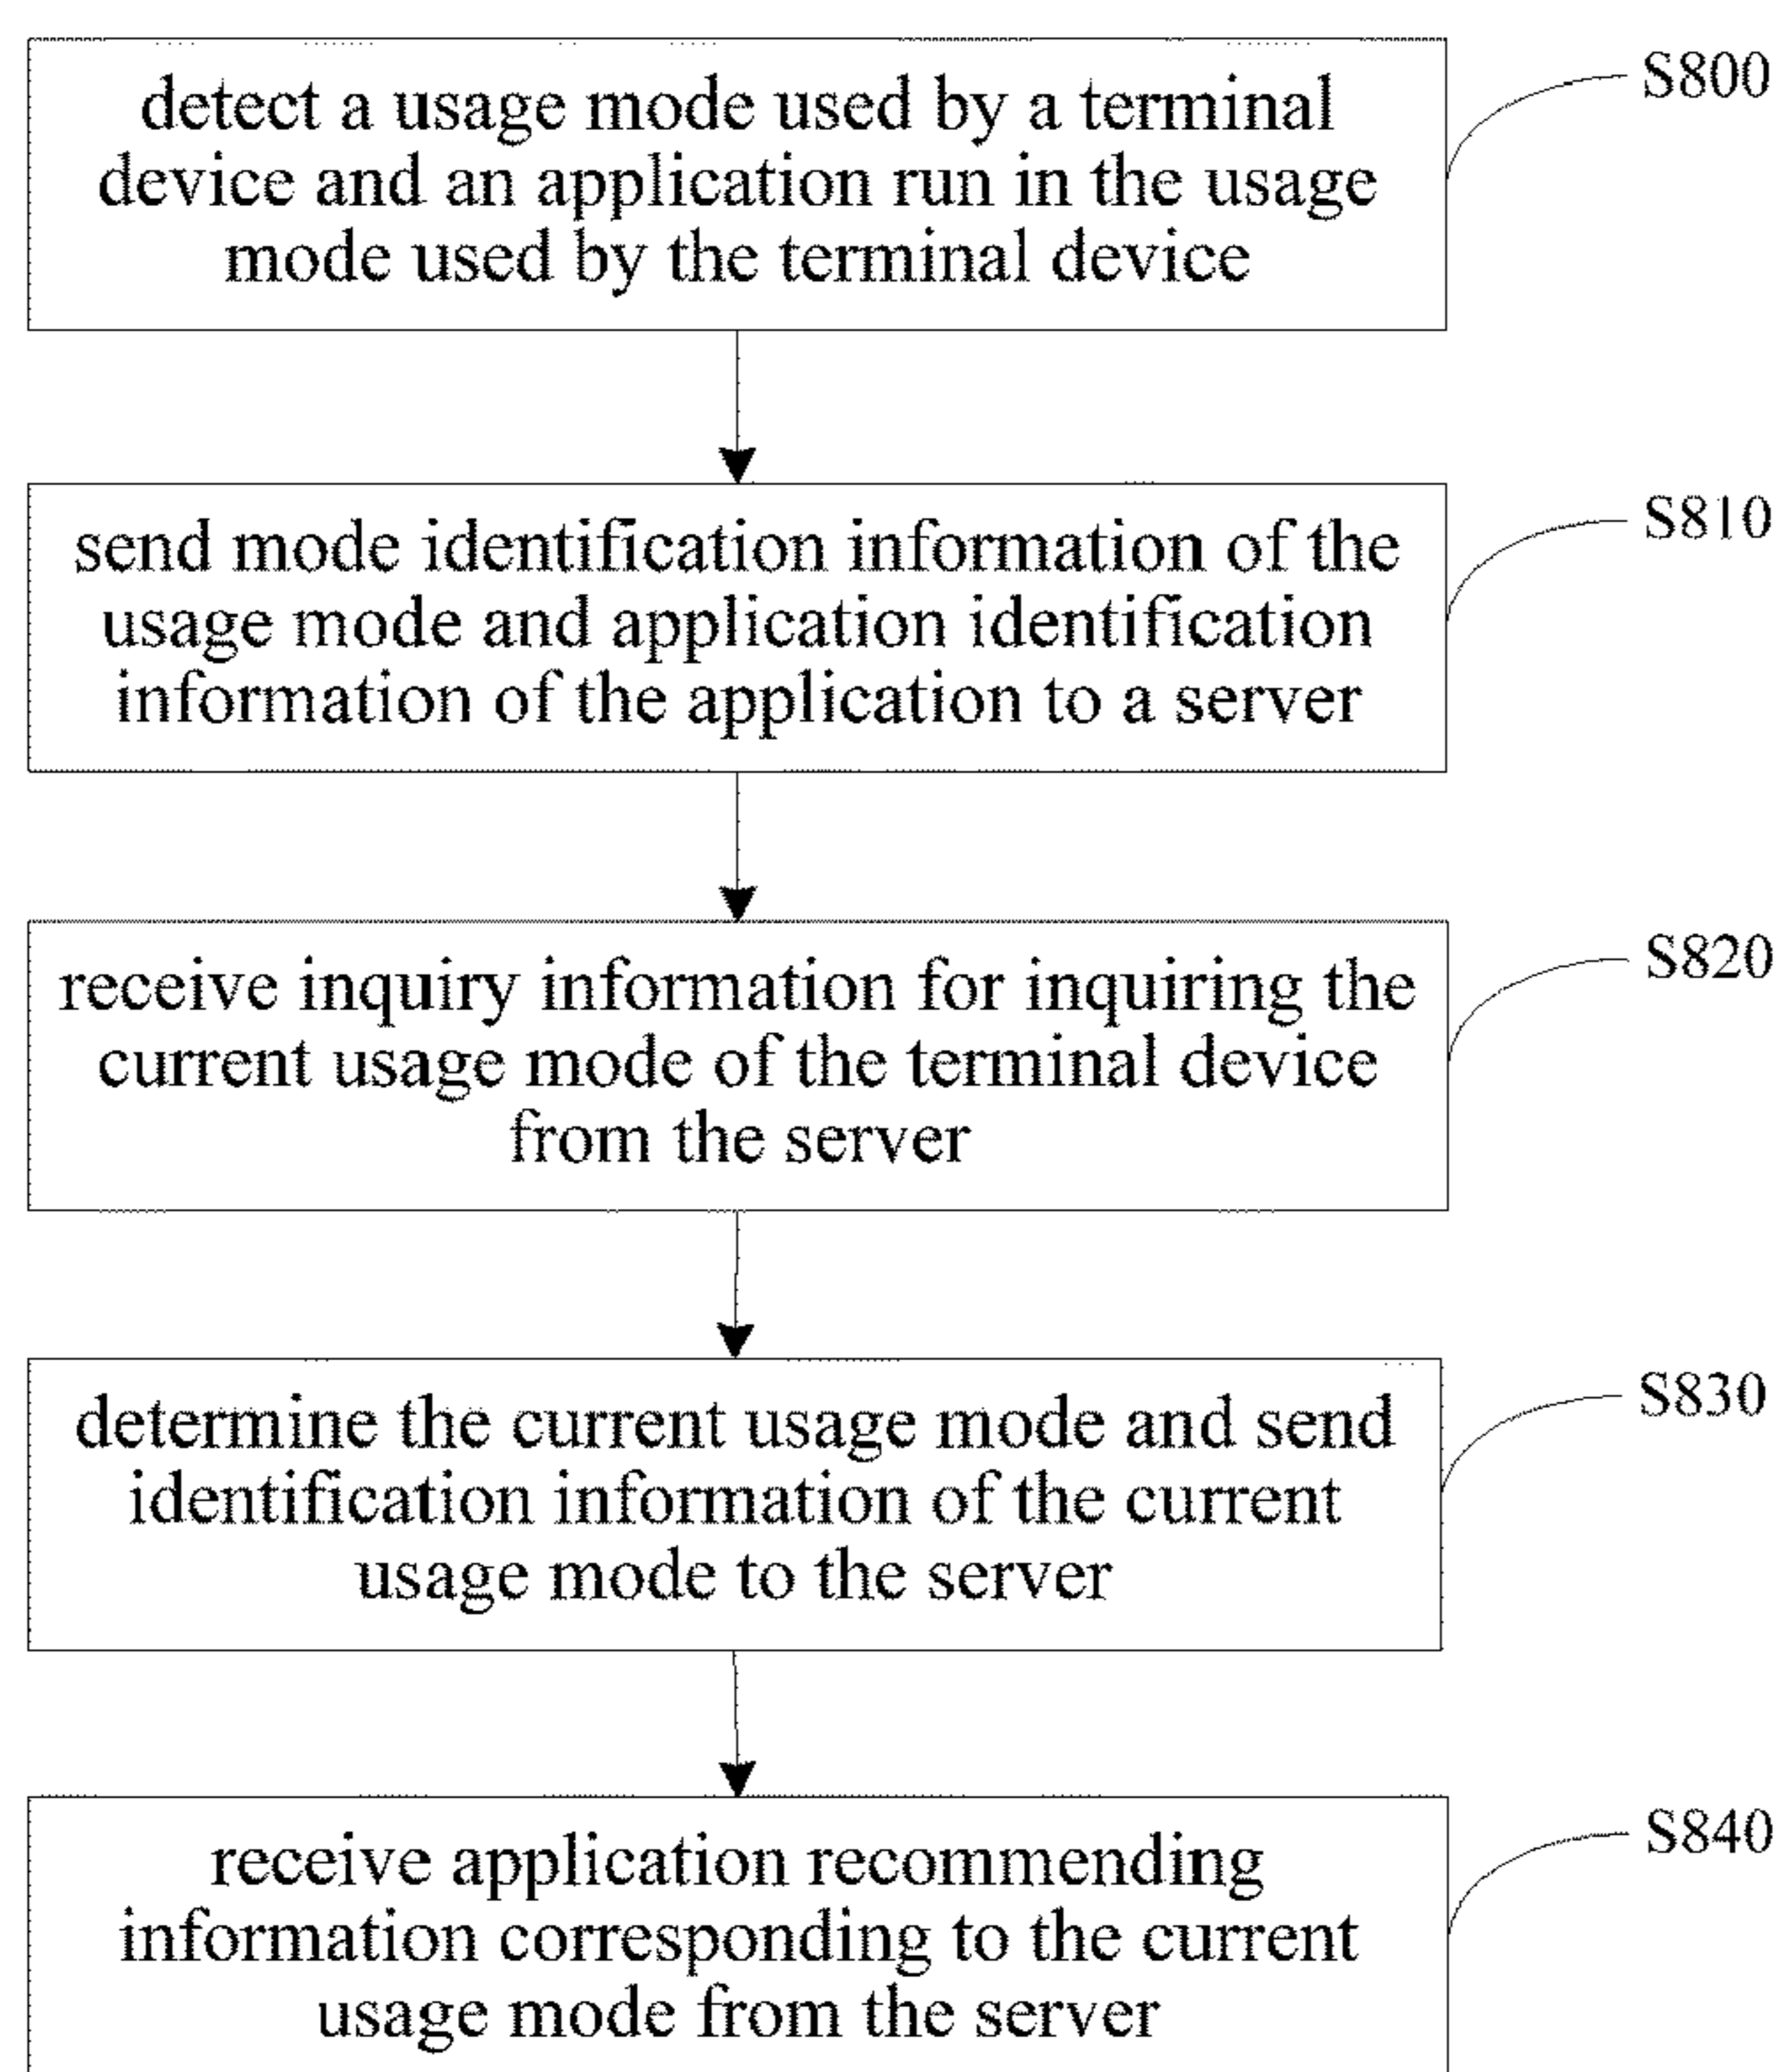 detect a usage mode used by a terminal
device and an application run in the usage
mode used by the terminal device
S800
send mode identification information of the
usage mode and application identification
information of the application to a server
S810
receive inquiry information for inquiring the
current usage mode of the terminal device
from the server
S820
determine the current usage mode and send
identification information of the current
usage mode to the server
S830
receive application recommending
information corresponding to the current
usage mode from the server
S840